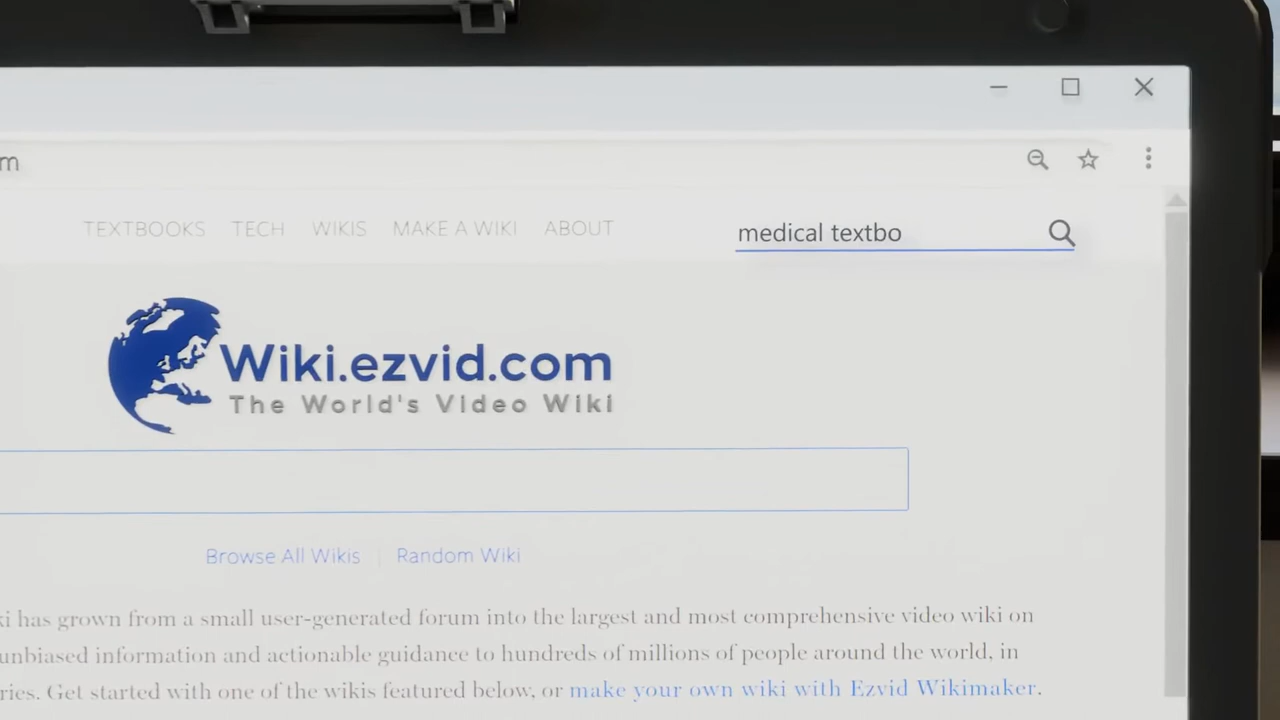 m
TEXTBOOKS TECH WIKIS MAKE A WIKI ABOUT
medical textbo
Wiki.ezvid.com
The World's Video Wiki
Browse All Wikis | Random Wiki
ki has grown from a small user-generated forum into the largest and most comprehensive video wiki on
unbiased information and actionable guidance to hundreds of millions of people around the world, in
ries. Get started with one of the wikis featured below, or make your own wiki with Ezvid Wikimaker.